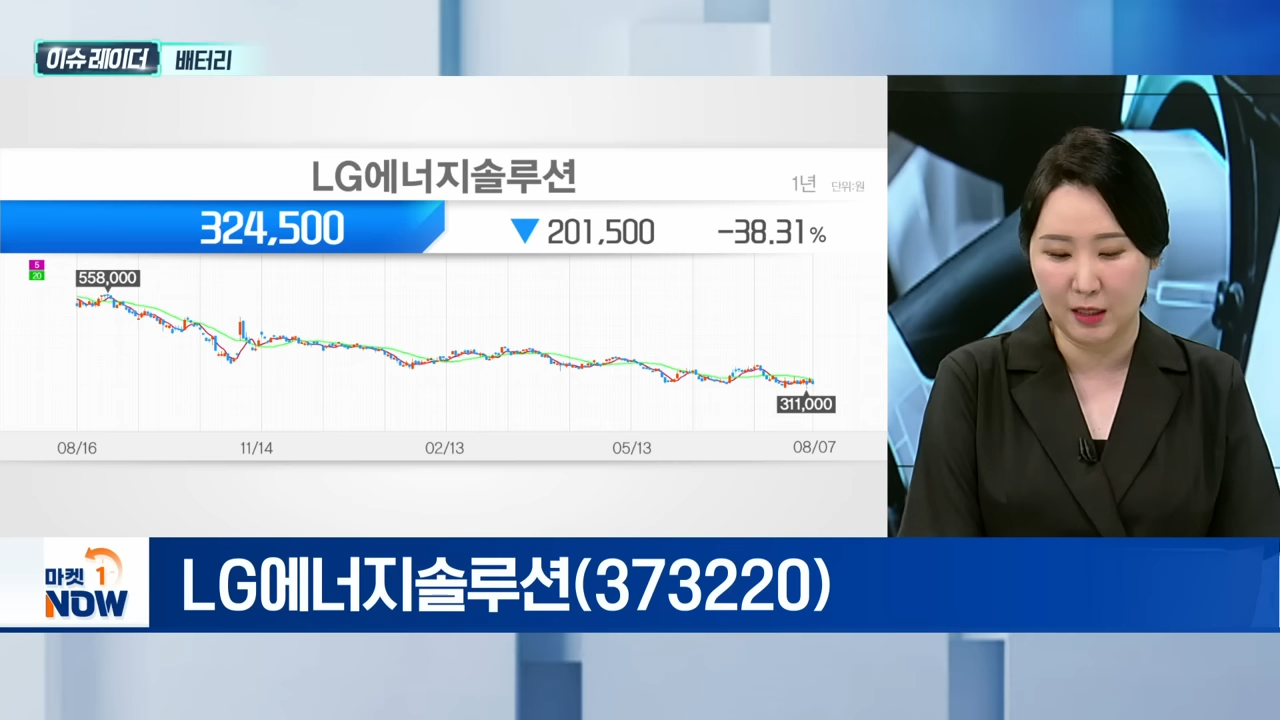 이슈레이더 배터리
LG에너지솔루션
1년 단위:원
324,500 ▼201,500 -38.31%
5
20
558,000
311,000
08/16 11/14 02/13 05/13 08/07
마켓 1
NOW
LG에너지솔루션(373220)